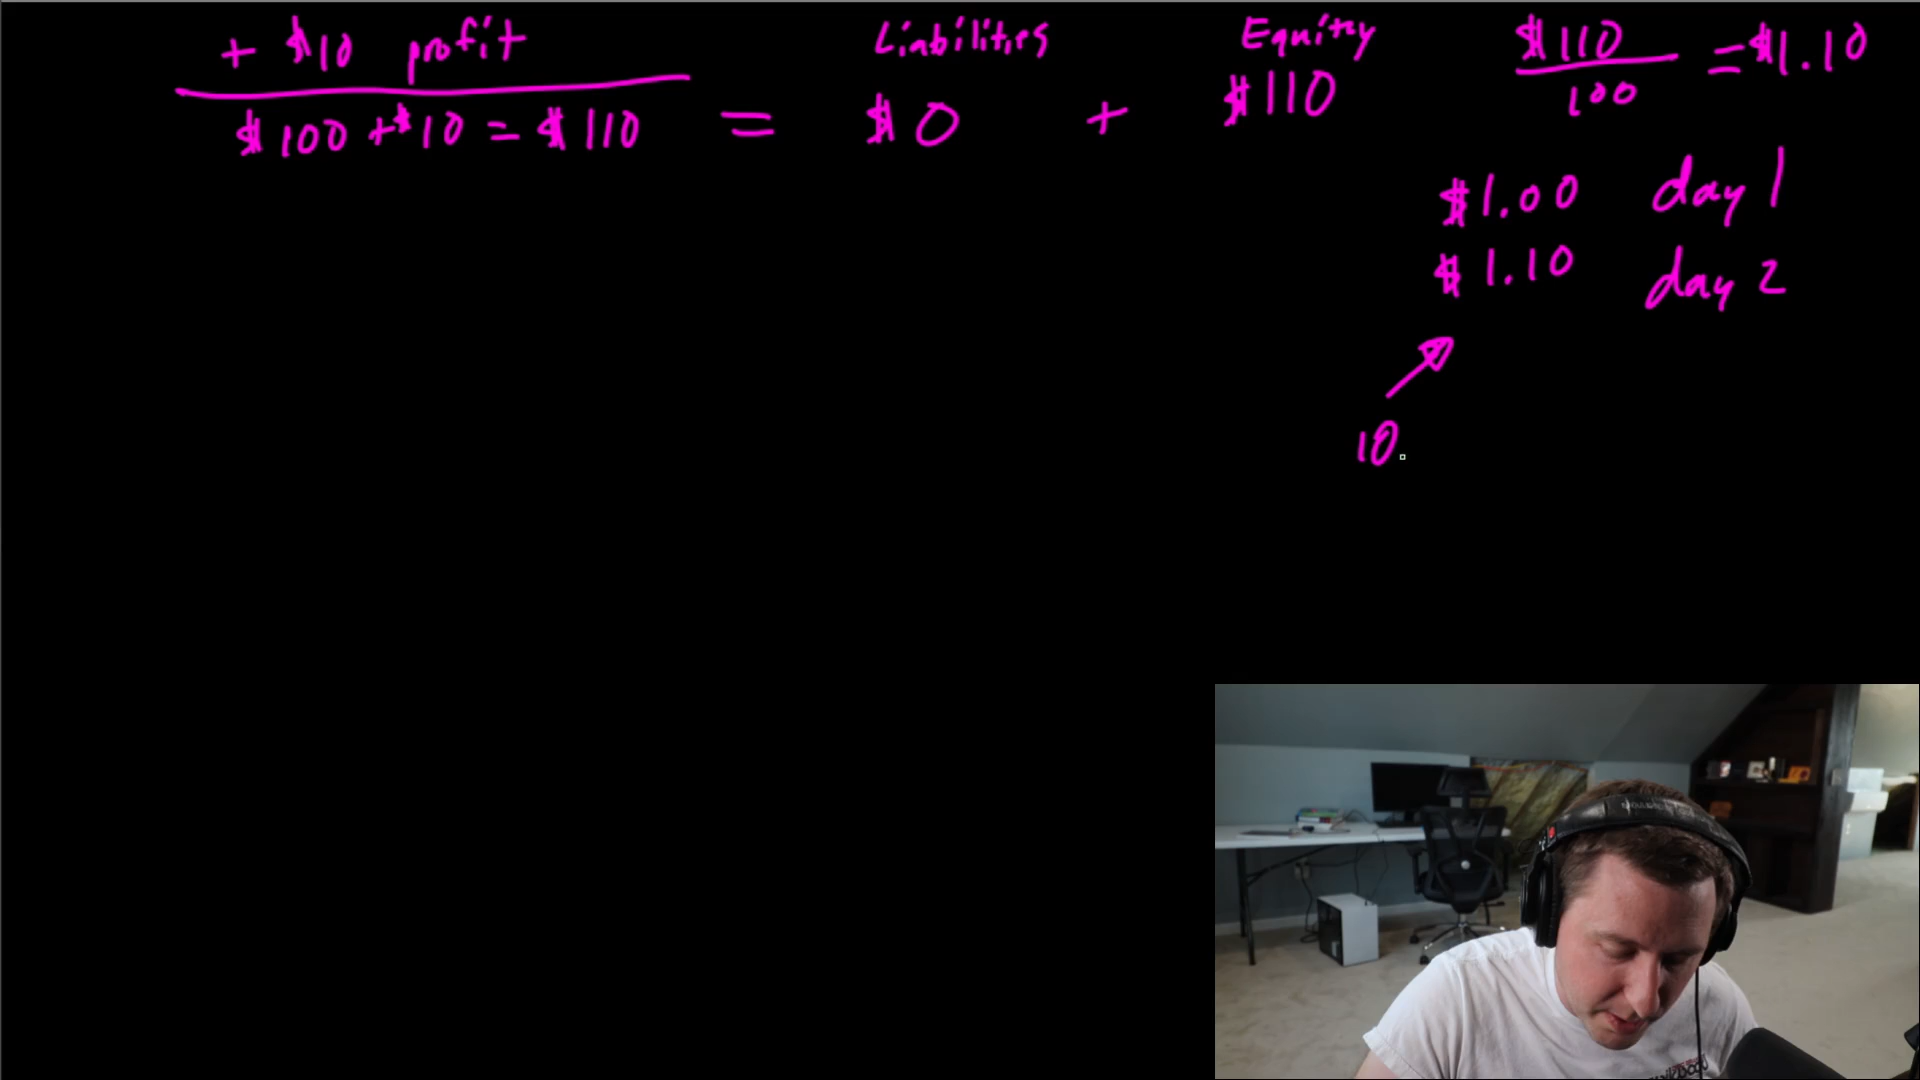 + $10 profit
Liabilities
Equity
$110
100
= $1.10
$100 + $10 = $110 = $0 + $110
$1.00 day 1
$1.10 day 2
10.